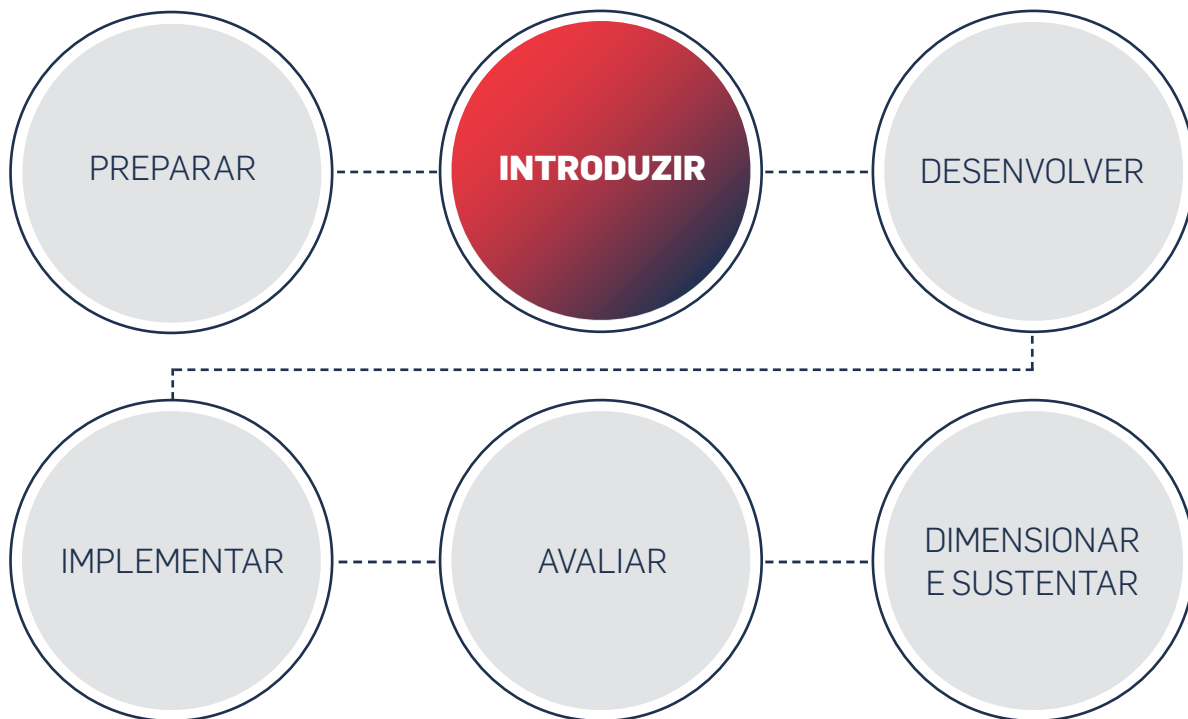 PREPARAR
INTRODUZIR
DESENVOLVER
IMPLEMENTAR
AVALIAR
DIMENSIONAR
E SUSTENTAR